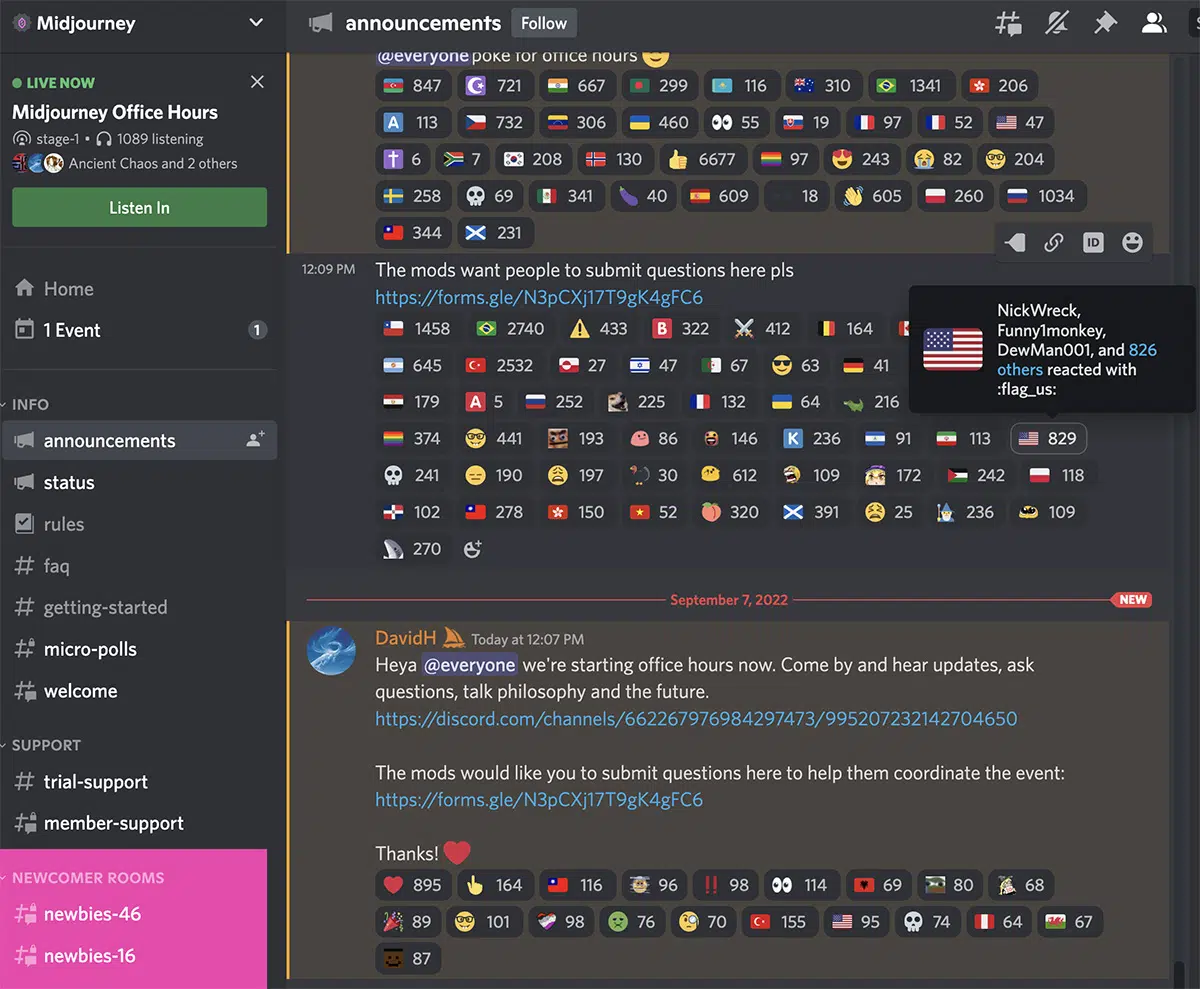 Midjourney
LIVE NOW
Midjourney Office Hours
stage-1 • 1089 listening
Ancient Chaos and 2 others
Listen In
Home
1 Event 1
INFO
announcements
status
rules
faq
getting-started
micro-polls
welcome
SUPPORT
trial-support
member-support
NEWCOMER ROOMS
newbies-46
newbies-16
announcements Follow
@everyone poke for office hours
847 721 667 299 116 310 1341 206
A 113 732 306 460 55 19 97 52 47
6 7 208 130 6677 97 243 82 204
258 69 341 40 609 18 605 260 1034
344 231
ID
12:09 PM The mods want people to submit questions here pls
https://forms.gle/N3pCXj17T9gK4gFC6
1458 2740 433 B 322 412 164
645 2532 27 47 67 63 41
179 A 5 252 225 132 64 216
374 441 193 86 146 K 236 91 113 829
241 190 197 30 612 109 172 242 118
102 278 150 52 320 391 25 236 109
270
NickWreck,
Funny1monkey,
DewMan001, and 826
others reacted with
:flag_us:
September 7, 2022 NEW
DavidH Today at 12:07 PM
Heya @everyone we're starting office hours now. Come by and hear updates, ask
questions, talk philosophy and the future.
https://discord.com/channels/662267976984297473/995207232142704650
The mods would like you to submit questions here to help them coordinate the event:
https://forms.gle/N3pCXj17T9gK4gFC6
Thanks!
895 164 116 96 98 114 69 80 68
89 101 98 76 70 155 95 74 64 67
87